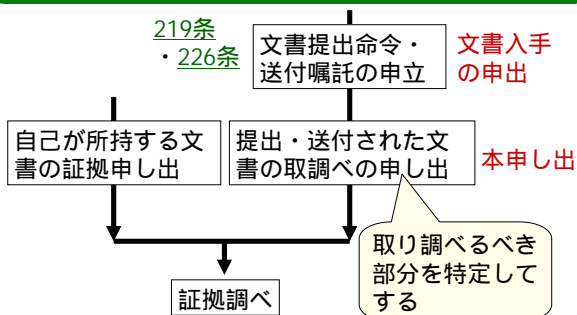 219条
・226条
文書提出命令・
送付嘱託の申立
文書入手
の申出
自己が所持する文
書の証拠申し出
提出・送付された文
書の取調べの申し出
本申し出
取り調べるべき
部分を特定して
する
証拠調べ